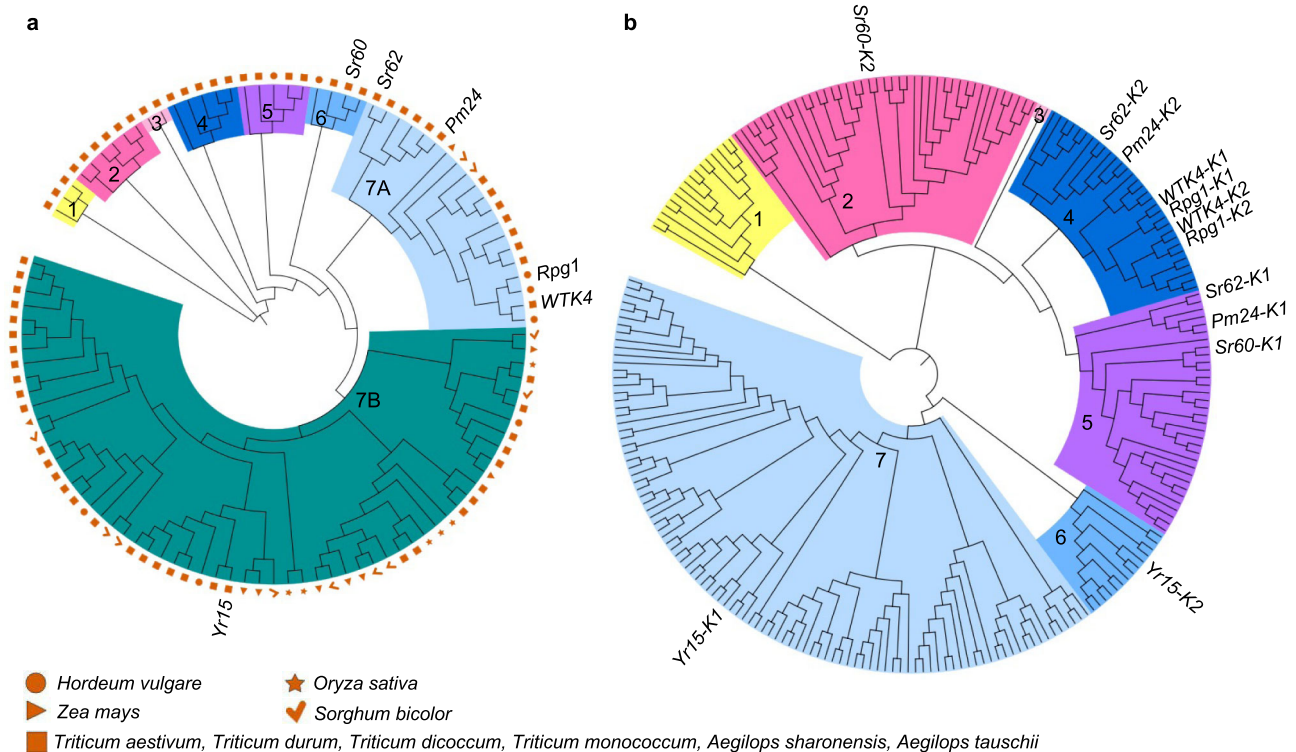 a
Sr60
Sr62
Pm24
Rpg1
WTK4
Yr15
1
2
3
4
5
6
7A
7B
b
Sr60-K2
Sr62-K2
Pm24-K2
WTK4-K1
Rpg1-K1
WTK4-K2
Rpg1-K2
Sr62-K1
Pm24-K1
Sr60-K1
Yr15-K2
Yr15-K1
1
2
3
4
5
6
7
Hordeum vulgare
Oryza sativa
Zea mays
Sorghum bicolor
Triticum aestivum, Triticum durum, Triticum dicoccum, Triticum monococcum, Aegilops sharonensis, Aegilops tauschii